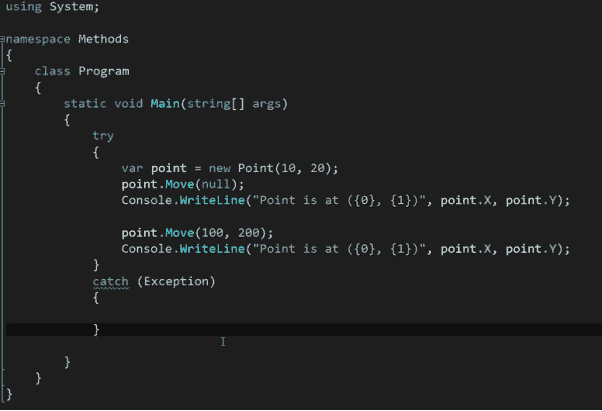 using System;
namespace Methods
{
class Program
{
static void Main(string[] args)
{
try
{
var point = new Point(10, 20);
point.Move(null);
Console.WriteLine("Point is at ({0}, {1})", point.X, point.Y);
point.Move(100, 200);
Console.WriteLine("Point is at ({0}, {1})", point.X, point.Y);
}
catch (Exception)
{
}
}
}
}